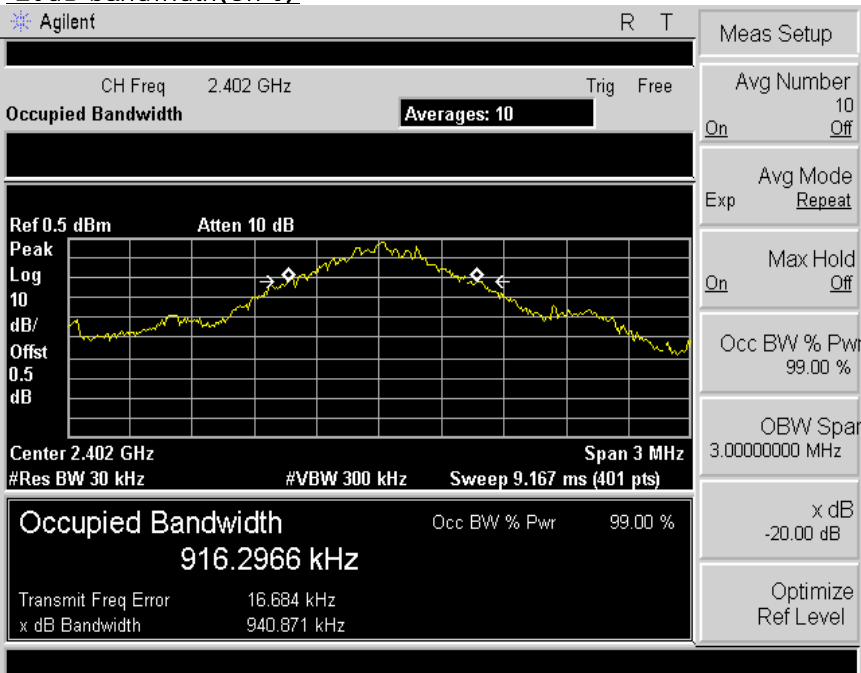 -20dB bandwidth(Ch 0)
Agilent R T
CH Freq 2.402 GHz Trig Free
Occupied Bandwidth Averages: 10
Ref 0.5 dBm Atten 10 dB
Peak
Log
10
dB/
Offst
0.5
dB
Center 2.402 GHz Span 3 MHz
#Res BW 30 kHz #VBW 300 kHz Sweep 9.167 ms (401 pts)
Occupied Bandwidth Occ BW % Pwr 99.00 %
916.2966 kHz
Transmit Freq Error 16.684 kHz
x dB Bandwidth 940.871 kHz
Meas Setup
Avg Number
10
On Off
Avg Mode
Exp Repeat
Max Hold
On Off
Occ BW % Pwr
99.00 %
OBW Span
3.00000000 MHz
x dB
-20.00 dB
Optimize
Ref Level